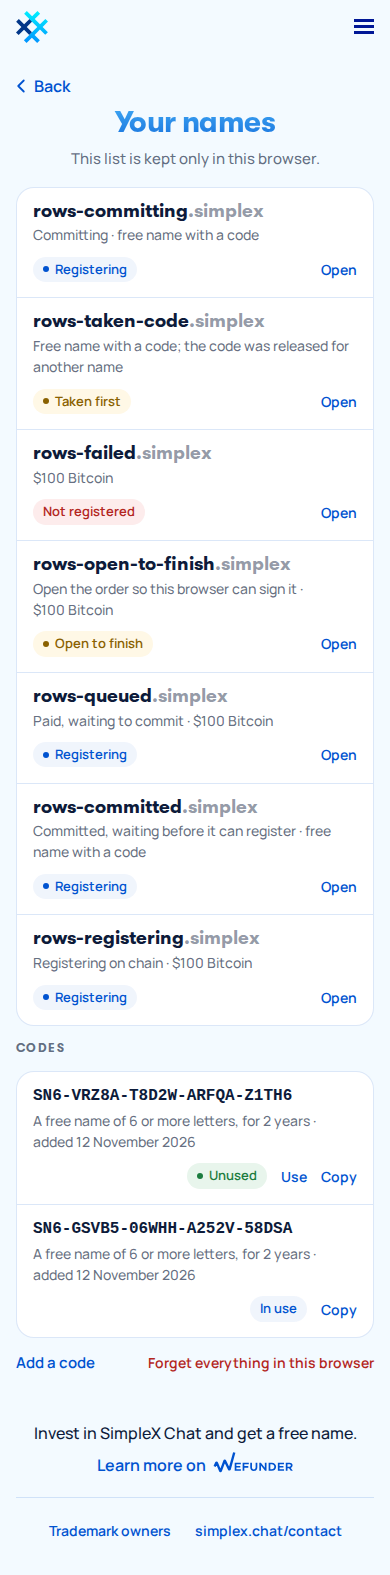 Back
Your names
This list is kept only in this browser.
rows-committing.simplex
Committing · free name with a code
Registering
Open
rows-taken-code.simplex
Free name with a code; the code was released for
another name
Taken first
Open
rows-failed.simplex
$100 Bitcoin
Not registered
Open
rows-open-to-finish.simplex
Open the order so this browser can sign it ·
$100 Bitcoin
Open to finish
Open
rows-queued.simplex
Paid, waiting to commit · $100 Bitcoin
Registering
Open
rows-committed.simplex
Committed, waiting before it can register · free
name with a code
Registering
Open
rows-registering.simplex
Registering on chain · $100 Bitcoin
Registering
Open
CODES
SN6-VRZ8A-T8D2W-ARFQA-Z1TH6
A free name of 6 or more letters, for 2 years ·
added 12 November 2026
Unused
Use
Copy
SN6-GSVB5-06WHH-A252V-58DSA
A free name of 6 or more letters, for 2 years ·
added 12 November 2026
In use
Copy
Add a code
Forget everything in this browser
Invest in SimpleX Chat and get a free name.
Learn more on WEFUNDER
Trademark owners
simplex.chat/contact